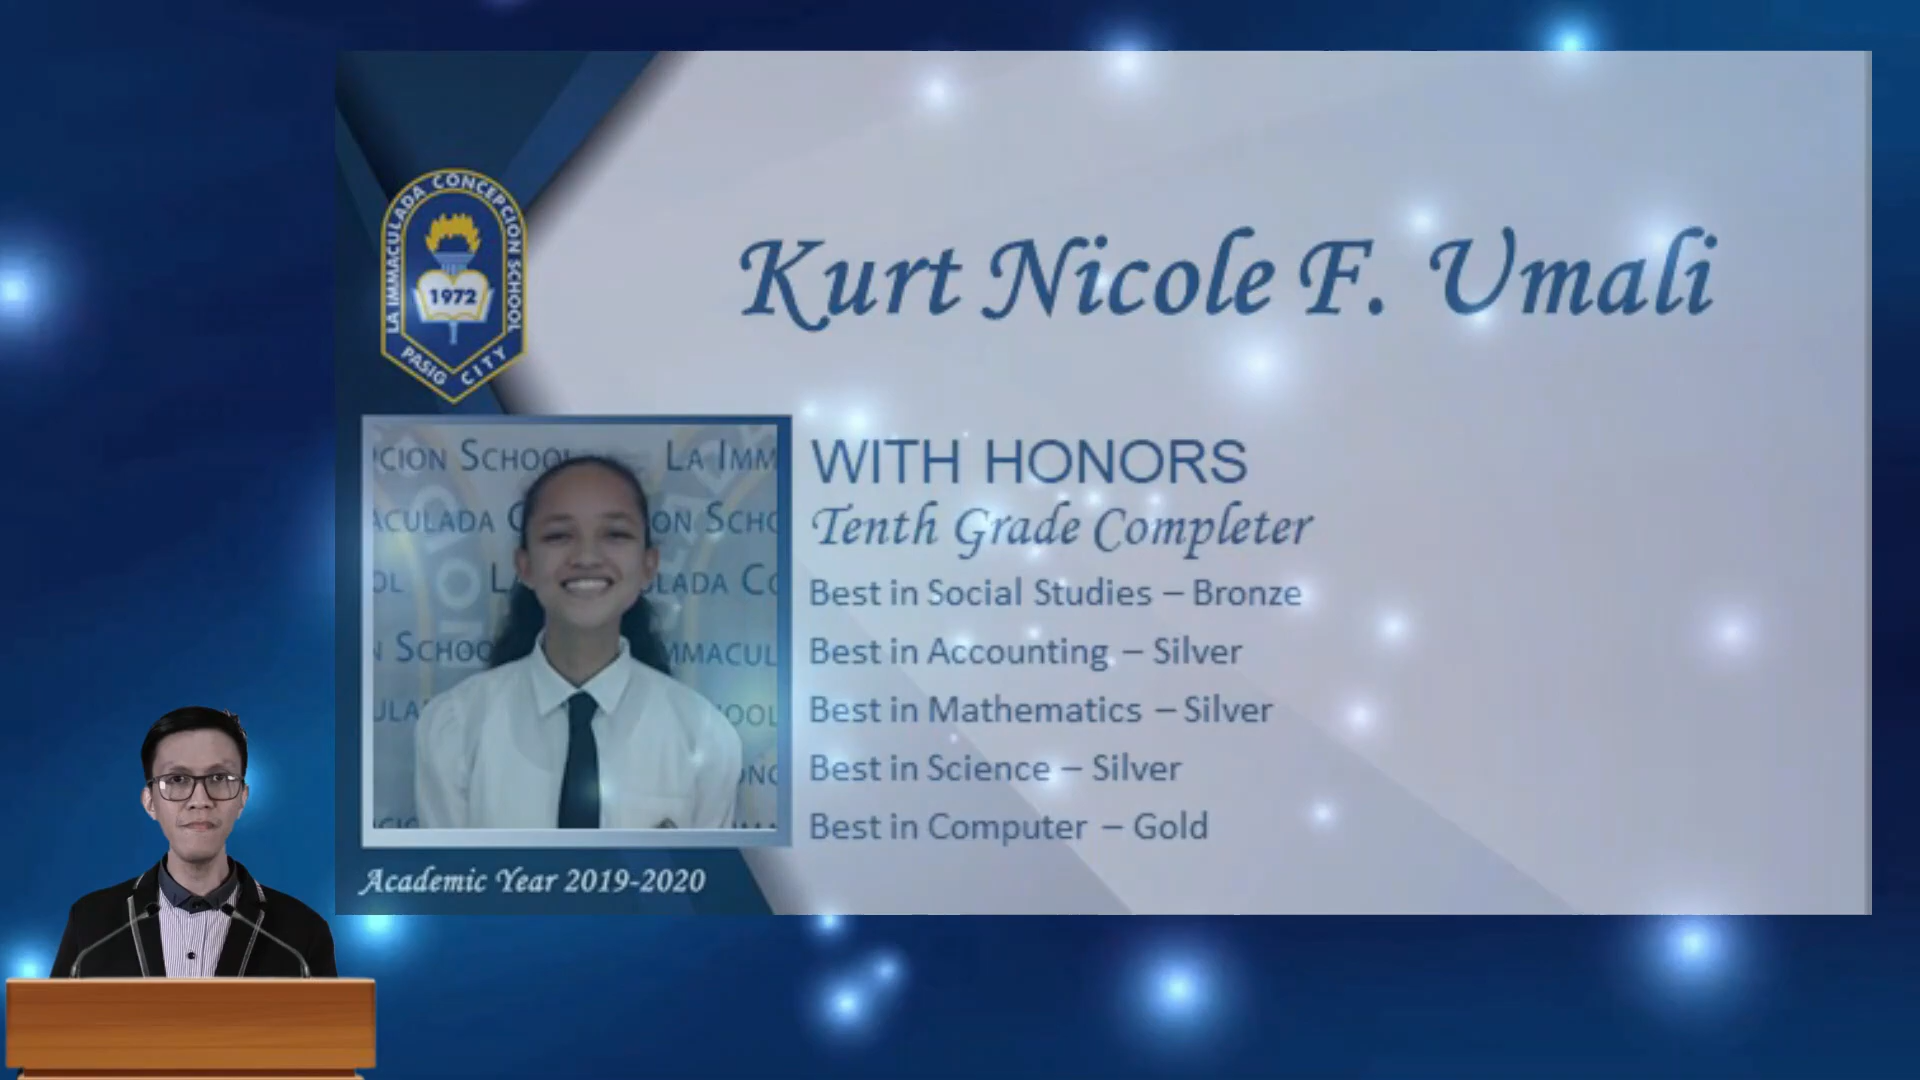 LA IMMACULADA CONCEPCION SCHOOL
1972
PASIG CITY
Kurt Nicole F. Umali
WITH HONORS
Tenth Grade Completer
Best in Social Studies – Bronze
Best in Accounting – Silver
Best in Mathematics – Silver
Best in Science – Silver
Best in Computer – Gold
Academic Year 2019-2020